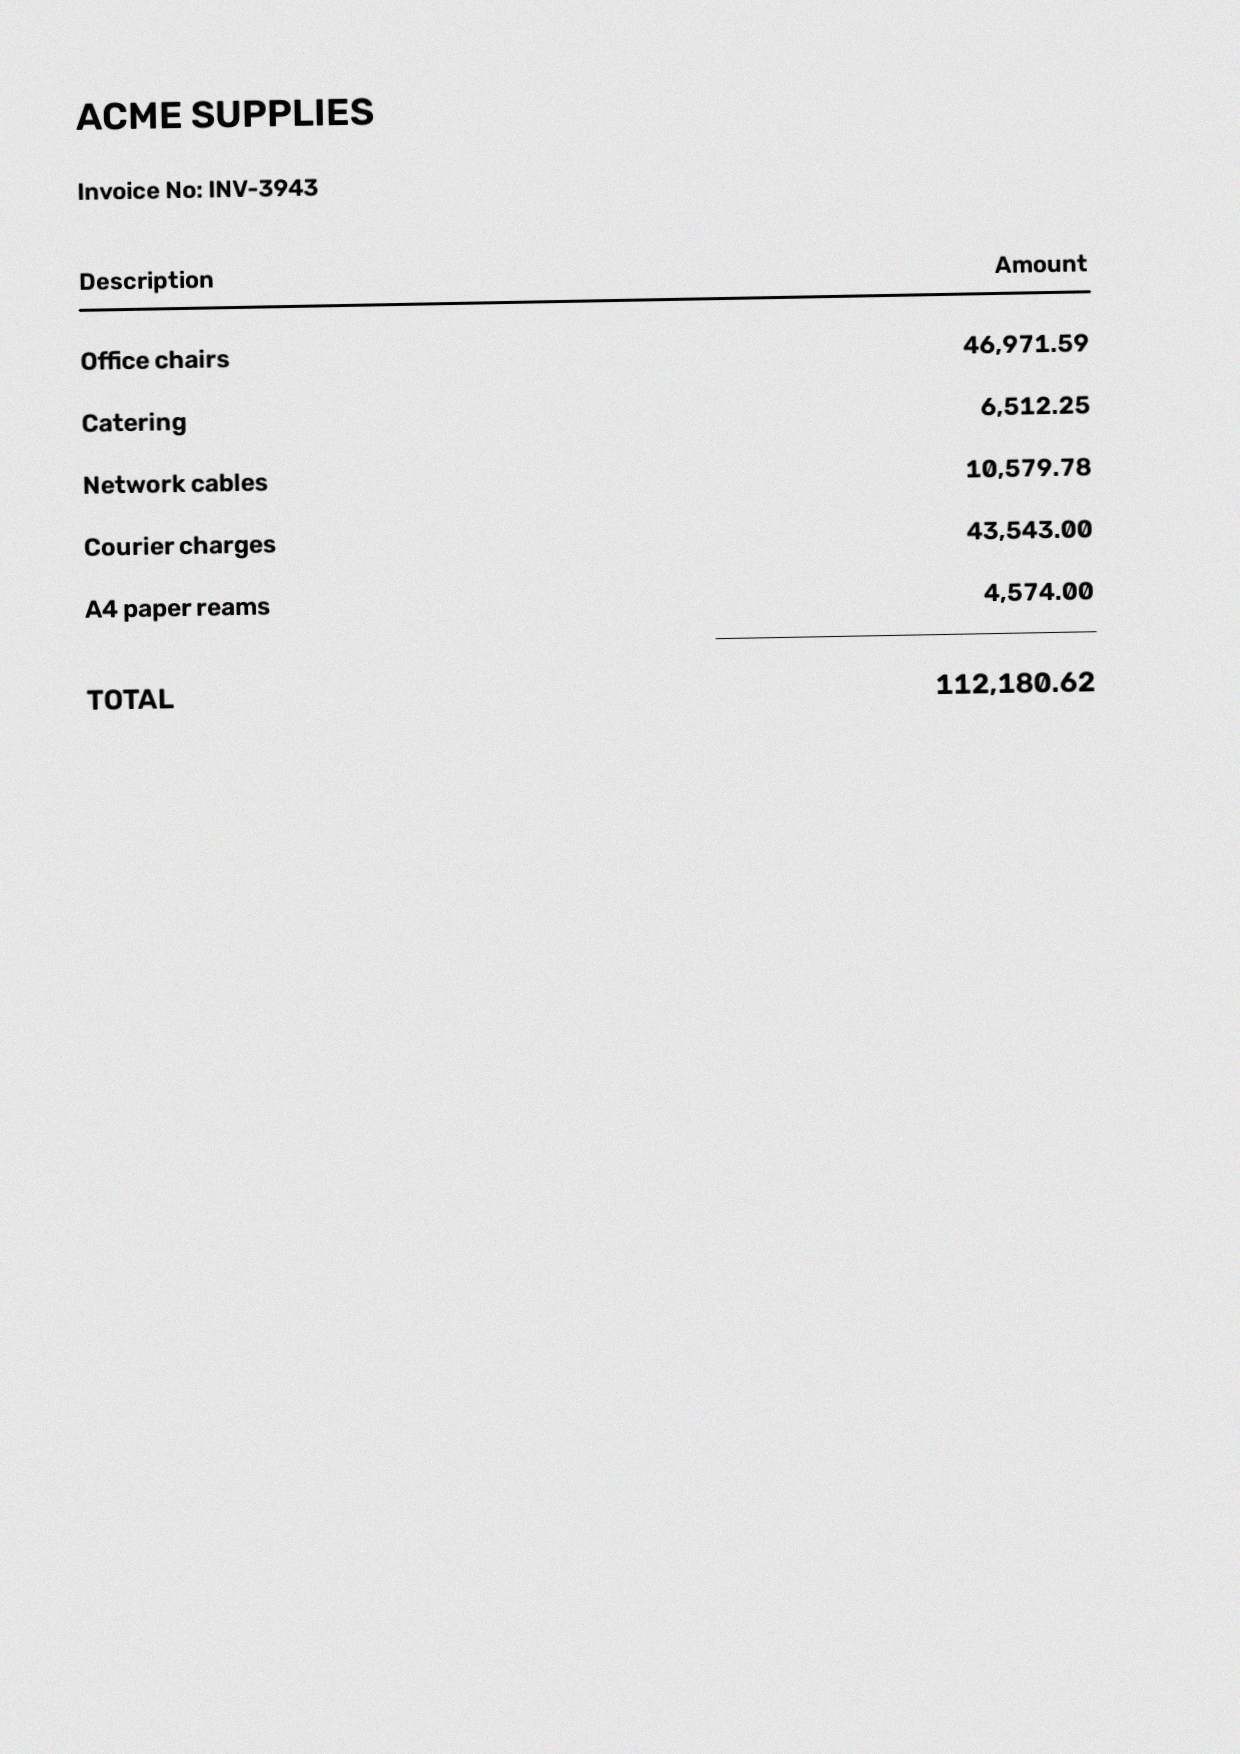 ACME SUPPLIES
Invoice No: INV-3943
Description Amount
Office chairs 46,971.59
Catering 6,512.25
Network cables 10,579.78
Courier charges 43,543.00
A4 paper reams 4,574.00
TOTAL 112,180.62